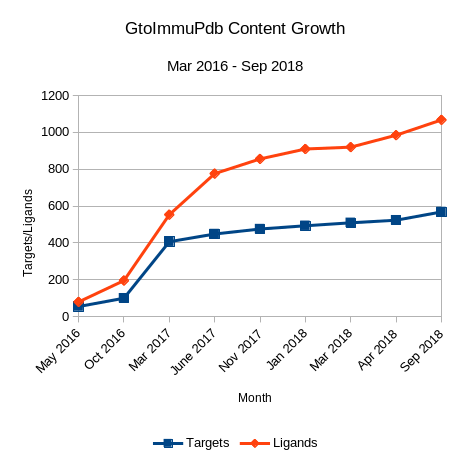 GtoImmuPdb Content Growth
Mar 2016 - Sep 2018
1200
1000
800
600
400
200
0
Targets/Ligands
May 2016
Oct 2016
Mar 2017
June 2017
Nov 2017
Jan 2018
Mar 2018
Apr 2018
Sep 2018
Month
Targets
Ligands